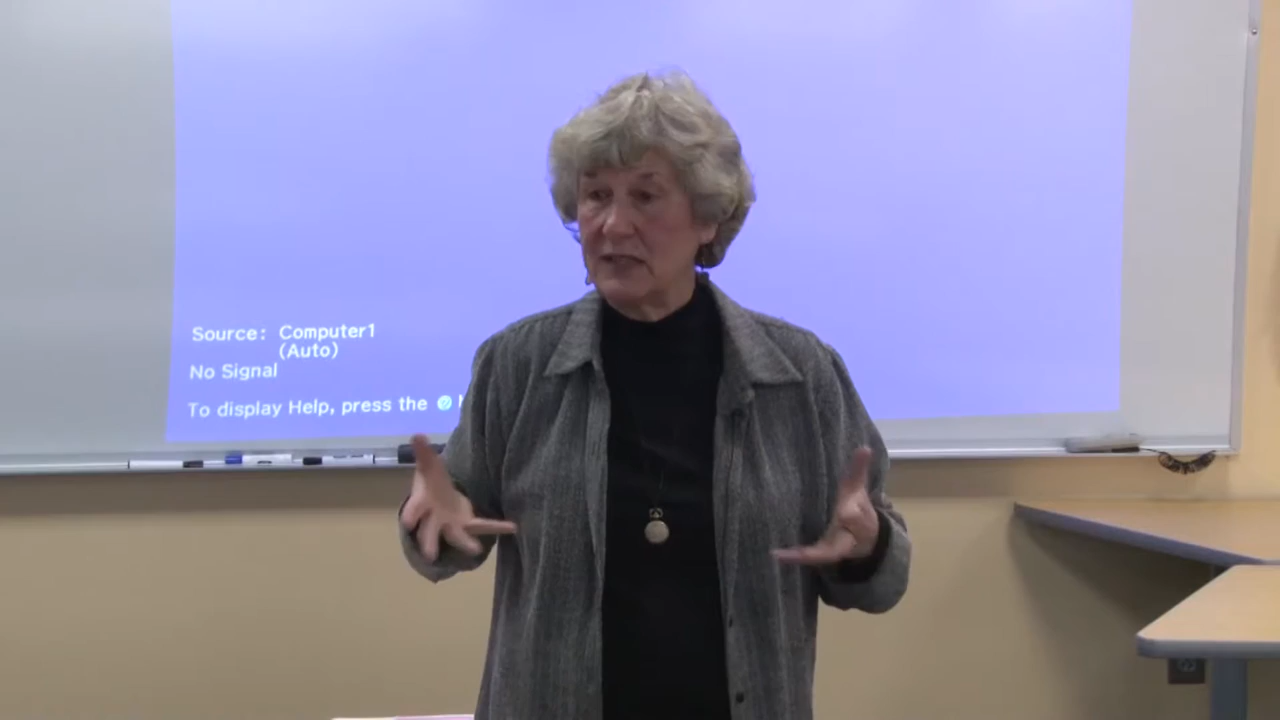 Source: Computer1
(Auto)
No Signal
To display Help, press the